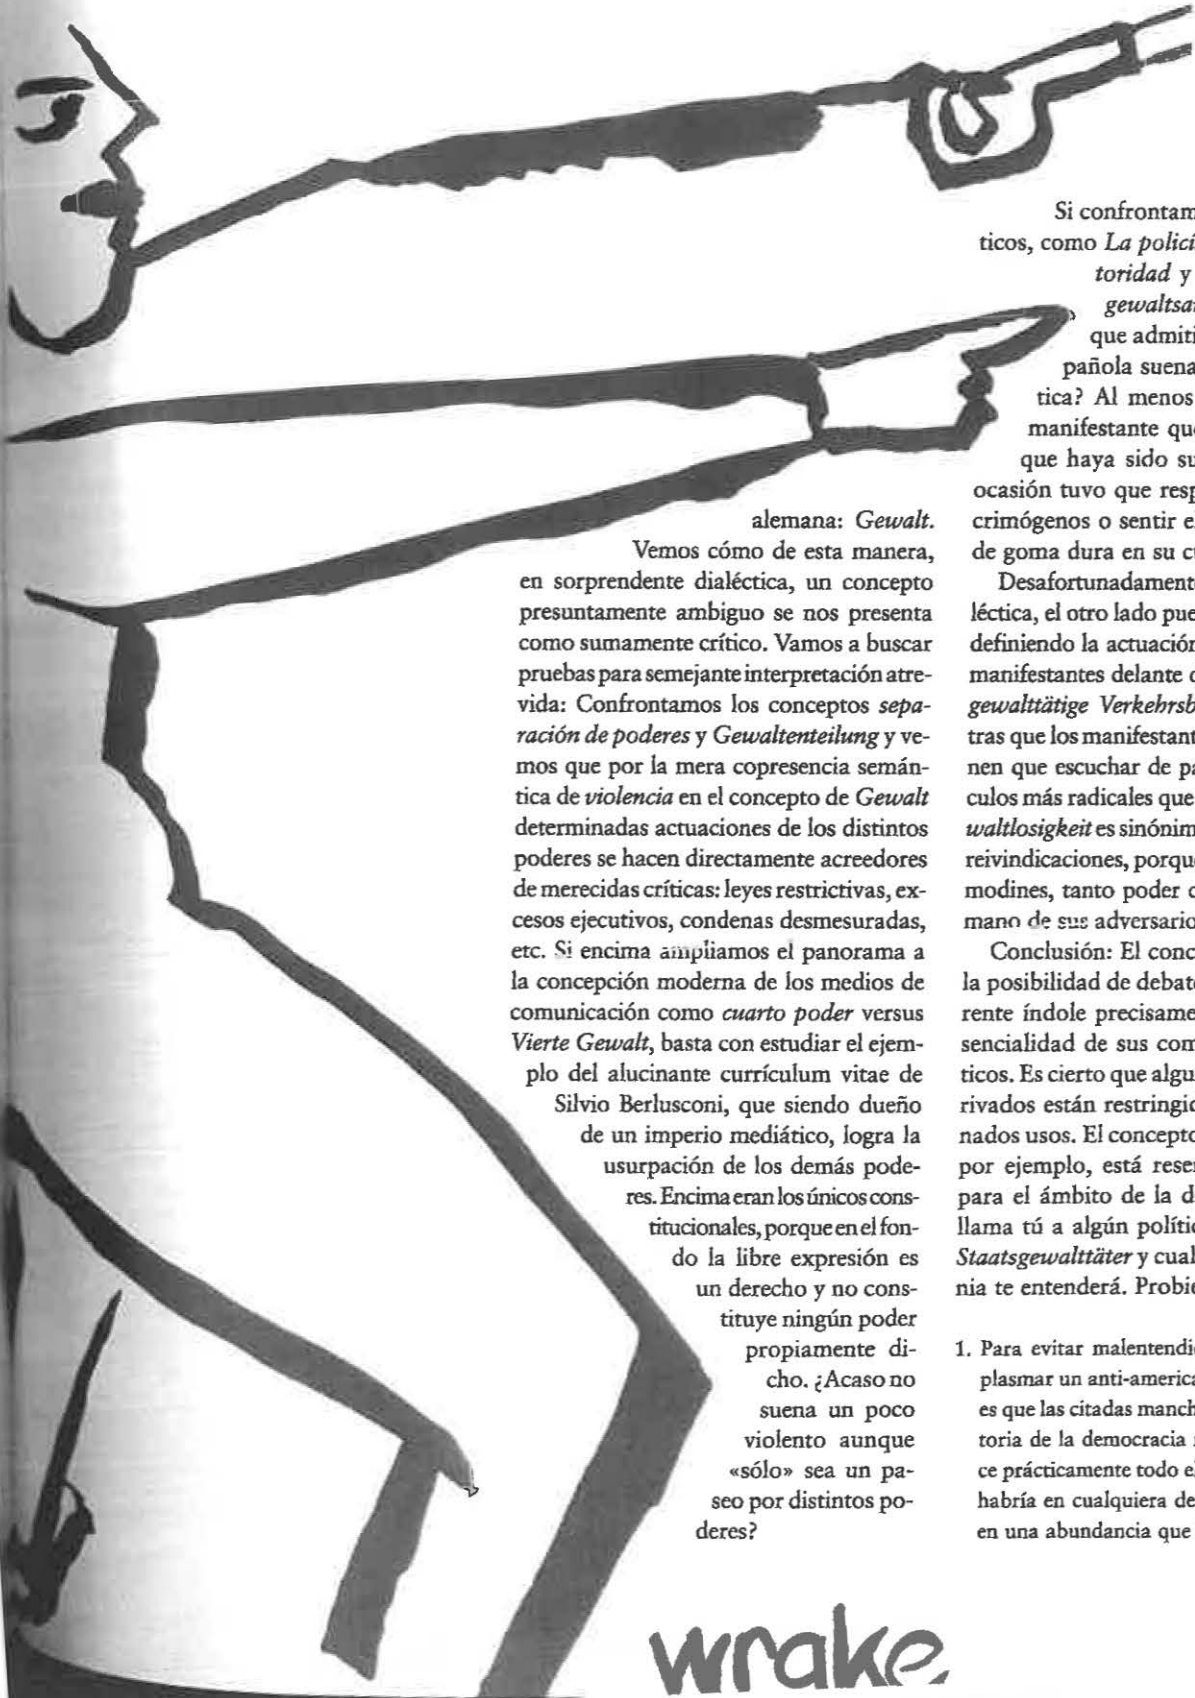 alemana: Gewalt.
Vemos cómo de esta manera,
en sorprendente dialéctica, un concepto
presuntamente ambiguo se nos presenta
como sumamente crítico. Vamos a buscar
pruebas para semejante interpretación atre-
vida: Confrontamos los conceptos sepa-
ración de poderes y Gewaltenteilung y ve-
mos que por la mera copresencia semán-
tica de violencia en el concepto de Gewalt
determinadas actuaciones de los distintos
poderes se hacen directamente acreedores
de merecidas críticas: leyes restrictivas, ex-
cesos ejecutivos, condenas desmesuradas,
etc. Si encima ampliamos el panorama a
la concepción moderna de los medios de
comunicación como cuarto poder versus
Vierte Gewalt, basta con estudiar el ejem-
plo del alucinante currículum vitae de
Silvio Berlusconi, que siendo dueño
de un imperio mediático, logra la
usurpación de los demás pode-
res. Encima eran los únicos cons-
titucionales, porque en el fon-
do la libre expresión es
un derecho y no cons-
tituye ningún poder
propiamente di-
cho. ¿Acaso no
suena un poco
violento aunque
«sólo» sea un pa-
seo por distintos po-
deres?
Si confrontam
ticos, como La policí
toridad y
gewaltsa
que admiti
pañola suena
tica? Al menos
manifestante qu
que haya sido su
ocasión tuvo que resp
crimógenos o sentir e
de goma dura en su c
Desafortunadament
léctica, el otro lado pue
definiendo la actuación
manifestantes delante d
gewalttätige Verkehrsb
tras que los manifestant
nen que escuchar de pa
culos más radicales que
waltlosigkeit es sinónim
reivindicaciones, porque
modines, tanto poder d
mano de sus adversario
Conclusión: El conc
la posibilidad de debat
rente índole precisame
sencialidad de sus com
ticos. Es cierto que algu
rivados están restringid
nados usos. El concepto
por ejemplo, está reser
para el ámbito de la d
llama tú a algún polític
Staatsgewalttäter y cual
nia te entenderá. Probie
1. Para evitar malentendi
plasmar un anti-america
es que las citadas manch
toria de la democracia
ce prácticamente todo e
habría en cualquiera de
en una abundancia que
wrake